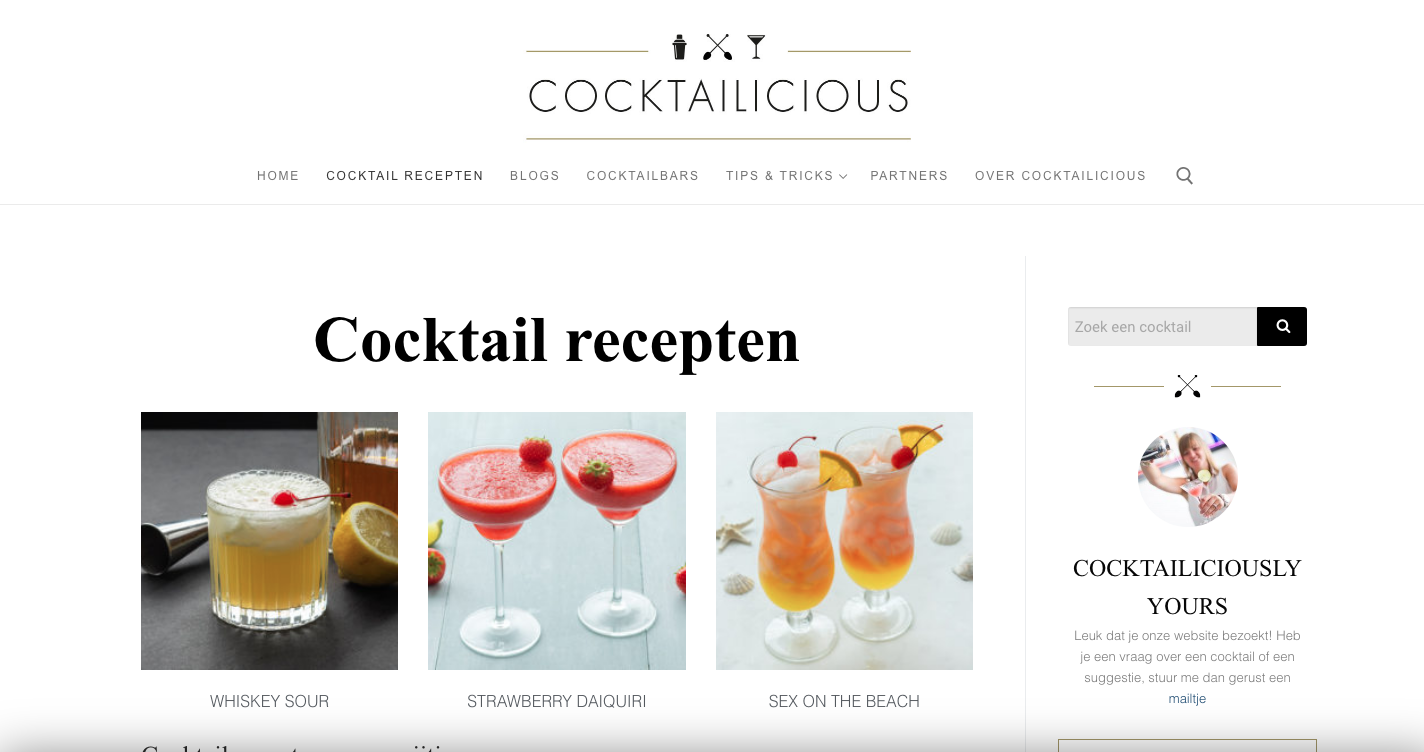 COCKTAILICIOUS
HOME COCKTAIL RECEPTEN BLOGS COCKTAILBARS TIPS & TRICKS PARTNERS OVER COCKTAILICIOUS
Cocktail recepten
WHISKEY SOUR
STRAWBERRY DAIQUIRI
SEX ON THE BEACH
Zoek een cocktail
COCKTAILICIOUSLY
YOURS
Leuk dat je onze website bezoekt! Heb
je een vraag over een cocktail of een
suggestie, stuur me dan gerust een
mailtje